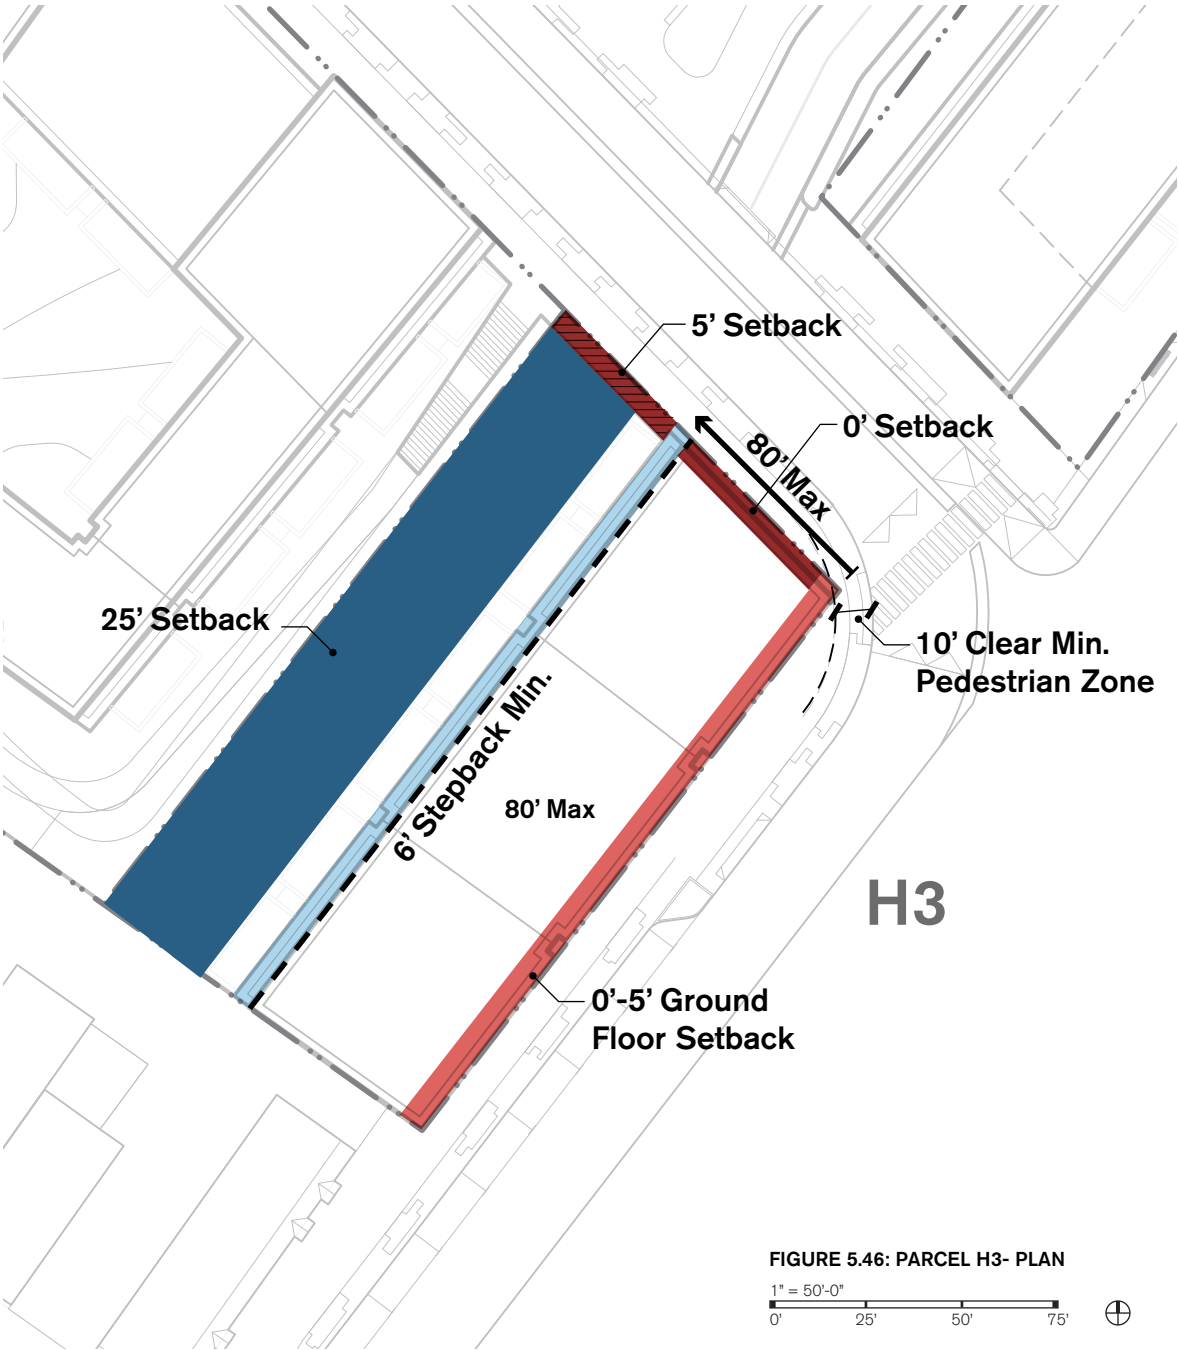 5’ Setback
0’ Setback
80’ Max
25’ Setback
10’ Clear Min.
Pedestrian Zone
6’ Stepback Min.
80’ Max
H3
0’-5’ Ground
Floor Setback
FIGURE 5.46: PARCEL H3- PLAN
1" = 50'-0"
0' 25' 50' 75'